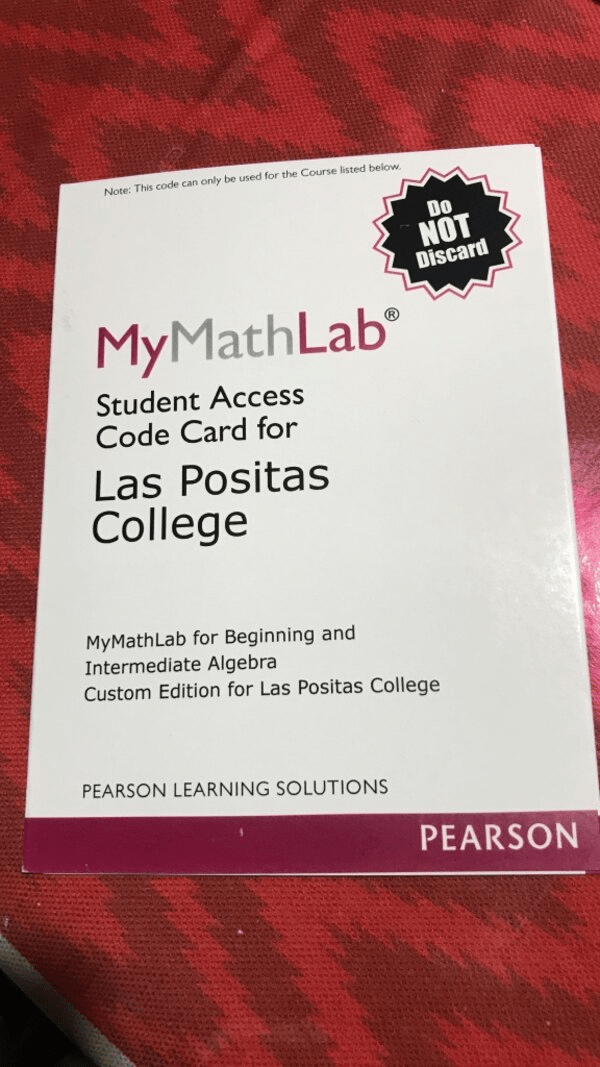 Note: This code can only be used for the Course listed below.
Do
NOT
Discard
MyMathLab®
Student Access
Code Card for
Las Positas
College
MyMathLab for Beginning and
Intermediate Algebra
Custom Edition for Las Positas College
PEARSON LEARNING SOLUTIONS
PEARSON